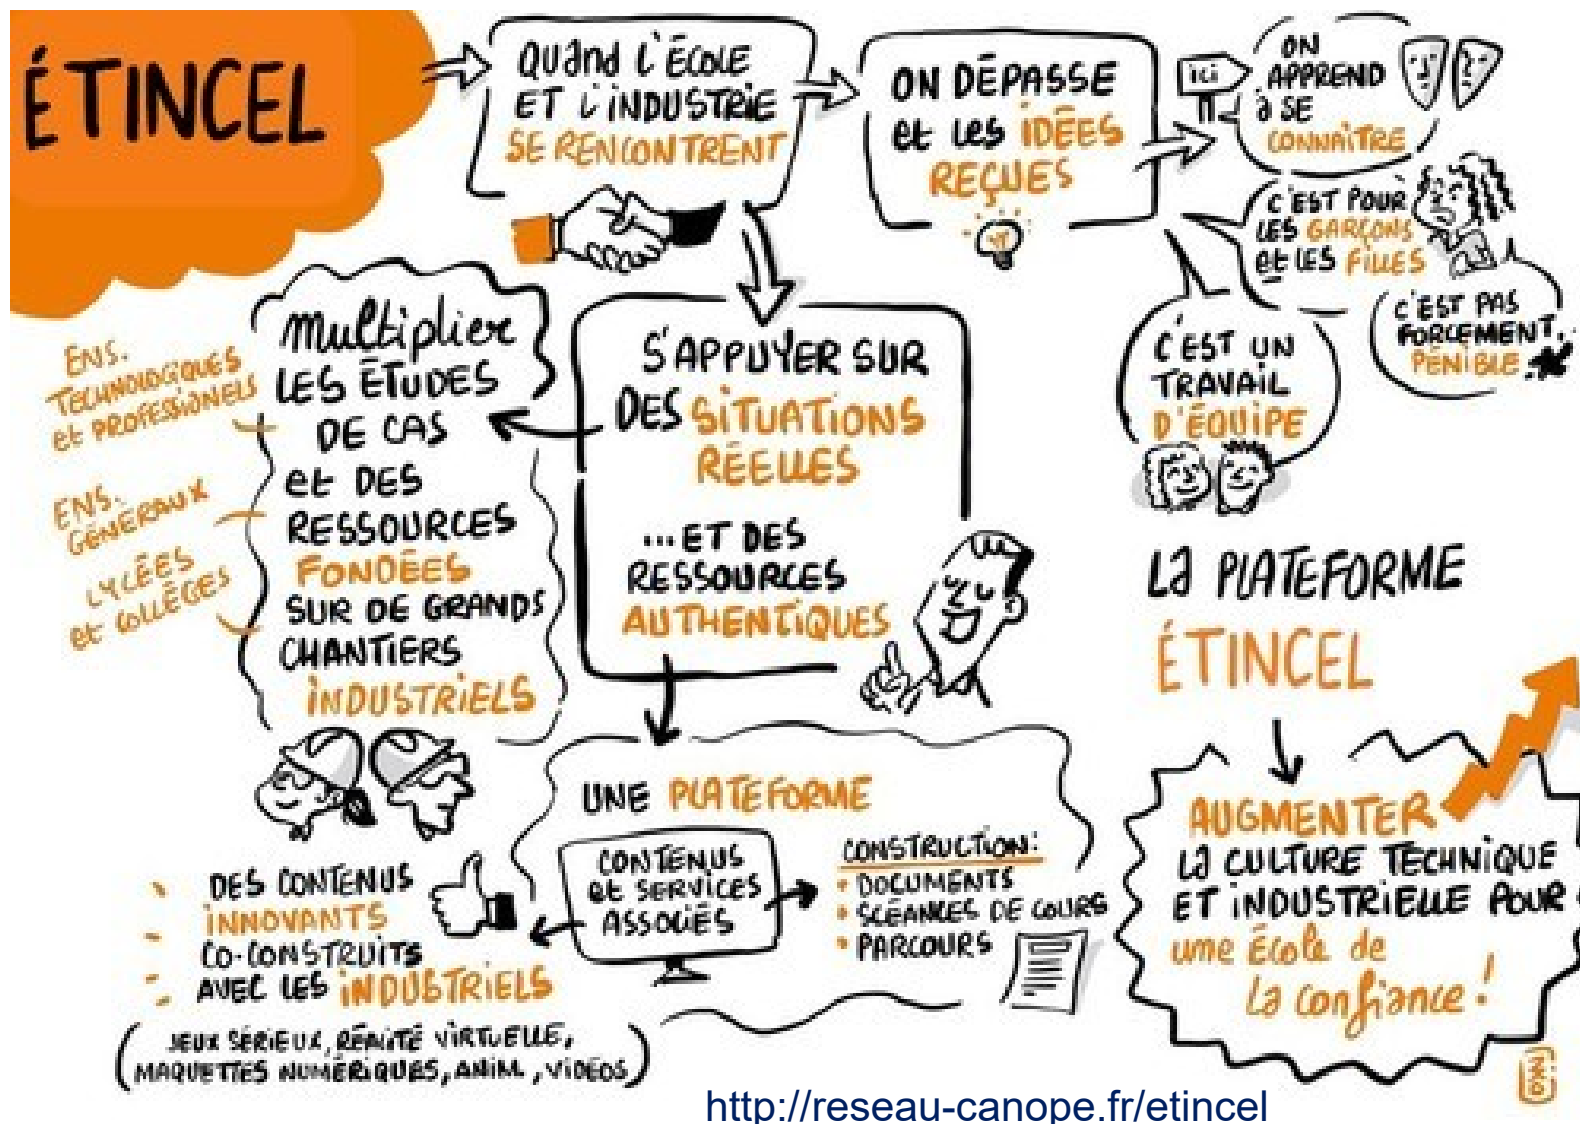 ÉTINCEL
QUAND L'ÉCOLE
ET L'INDUSTRIE
SE RENCONTRENT
ON DÉPASSE
et LES IDÉES
REÇUES
ici
ON
APPREND
à SE
CONNAÎTRE
C'EST POUR
LES GARÇONS
et LES FILLES
C'EST PAS
FORCEMENT
PÉNIBLE
C'EST UN
TRAVAIL
D'ÉQUIPE
S'APPUYER SUR
DES SITUATIONS
RÉELLES
...ET DES
RESSOURCES
AUTHENTIQUES
multiplier
LES ÉTUDES
DE CAS
et DES
RESSOURCES
FONDÉES
SUR DE GRANDS
CHANTIERS
INDUSTRIELS
ENS.
TECHNOLOGIQUES
et PROFESSIONELS
ENS.
GÉNÉRAUX
LYCÉES
et COLLÈGES
UNE PLATEFORME
CONTENUS
et SERVICES
ASSOCIÉS
CONSTRUCTION:
• DOCUMENTS
• SCÉANCES DE COURS
• PARCOURS
DES CONTENUS
INNOVANTS
CO-CONSTRUITS
AVEC LES INDUSTRIELS
(JEUX SÉRIEUX, RÉALITÉ VIRTUELLE,
MAQUETTES NUMÉRIQUES, ANIM., VIDÉOS)
La PLATEFORME
ÉTINCEL
AUGMENTER
La CULTURE TECHNIQUE
ET INDUSTRIELLE POUR
une École de
La confiance !
http://reseau-canope.fr/etincel